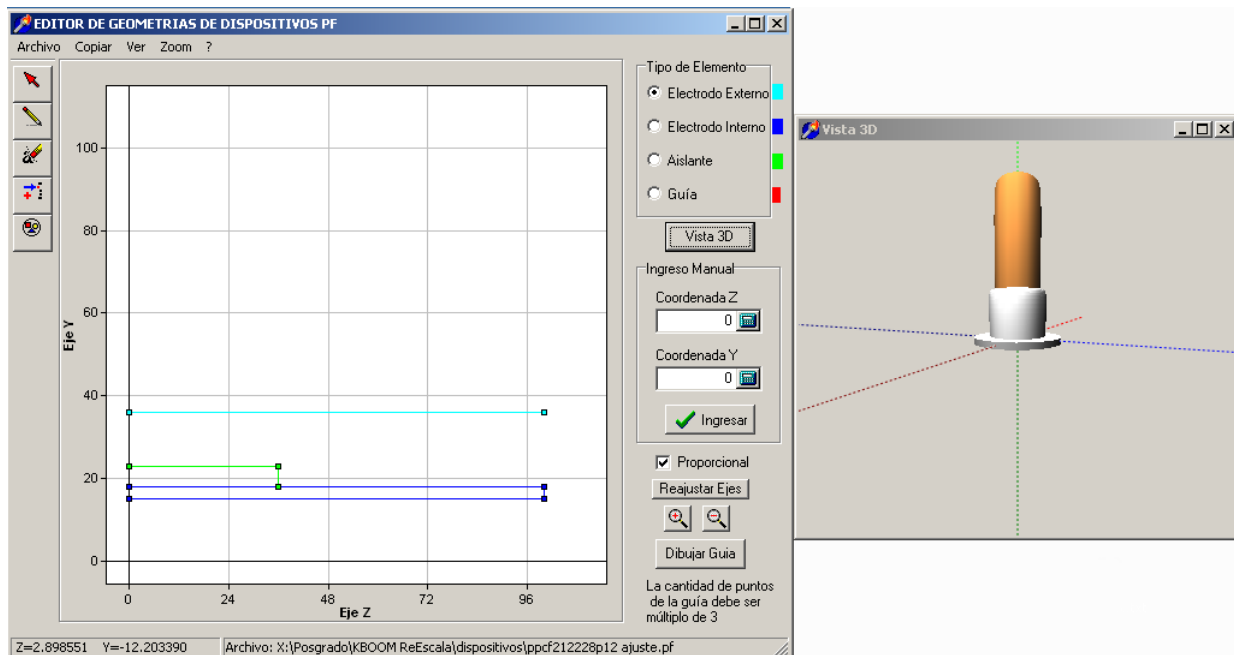 EDITOR DE GEOMETRIAS DE DISPOSITIVOS PF
Archivo Copiar Ver Zoom ?
Tipo de Elemento
Electrodo Externo
Electrodo Interno
Aislante
Guía
Vista 3D
Ingreso Manual
Coordenada Z
0
Coordenada Y
0
Ingresar
Proporcional
Reajustar Ejes
Dibujar Guia
La cantidad de puntos
de la guía debe ser
múltiplo de 3
100
80
60
40
20
0
Eje Y
0 24 48 72 96
Eje Z
Z=2.898551 Y=-12.203390 Archivo: X:\Posgrado\KBOOM ReEscala\dispositivos\ppcf212228p12 ajuste.pf
Vista 3D